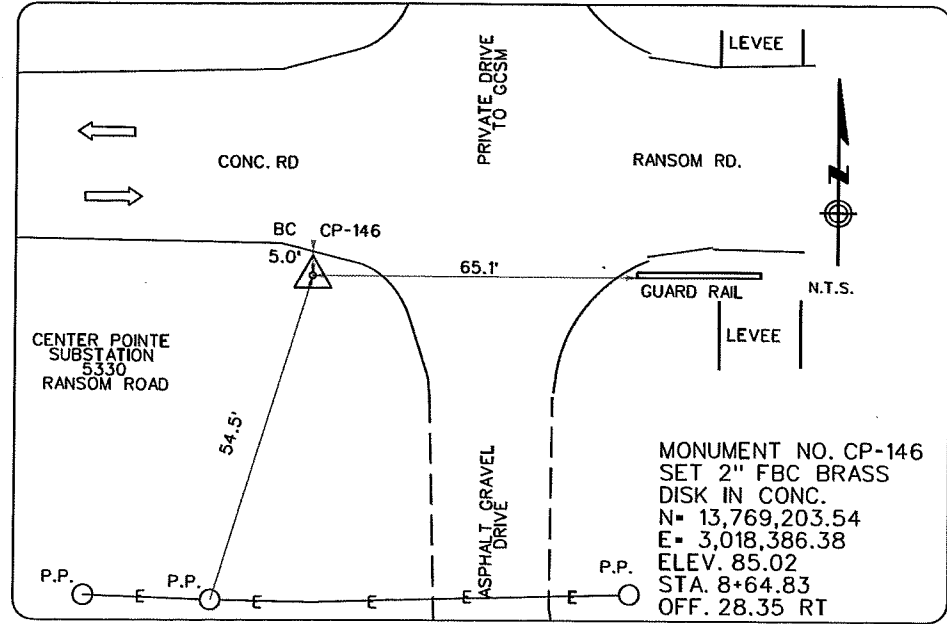 LEVEE
PRIVATE DRIVE
TO GCSM
CONC. RD
RANSOM RD.
N
BC CP-146
5.0'
65.1'
GUARD RAIL
N.T.S.
LEVEE
CENTER POINTE
SUBSTATION
5330
RANSOM ROAD
54.5'
ASPHALT GRAVEL
DRIVE
MONUMENT NO. CP-146
SET 2" FBC BRASS
DISK IN CONC.
N= 13,769,203.54
E= 3,018,386.38
ELEV. 85.02
STA. 8+64.83
OFF. 28.35 RT
P.P. E P.P. E E E E P.P.